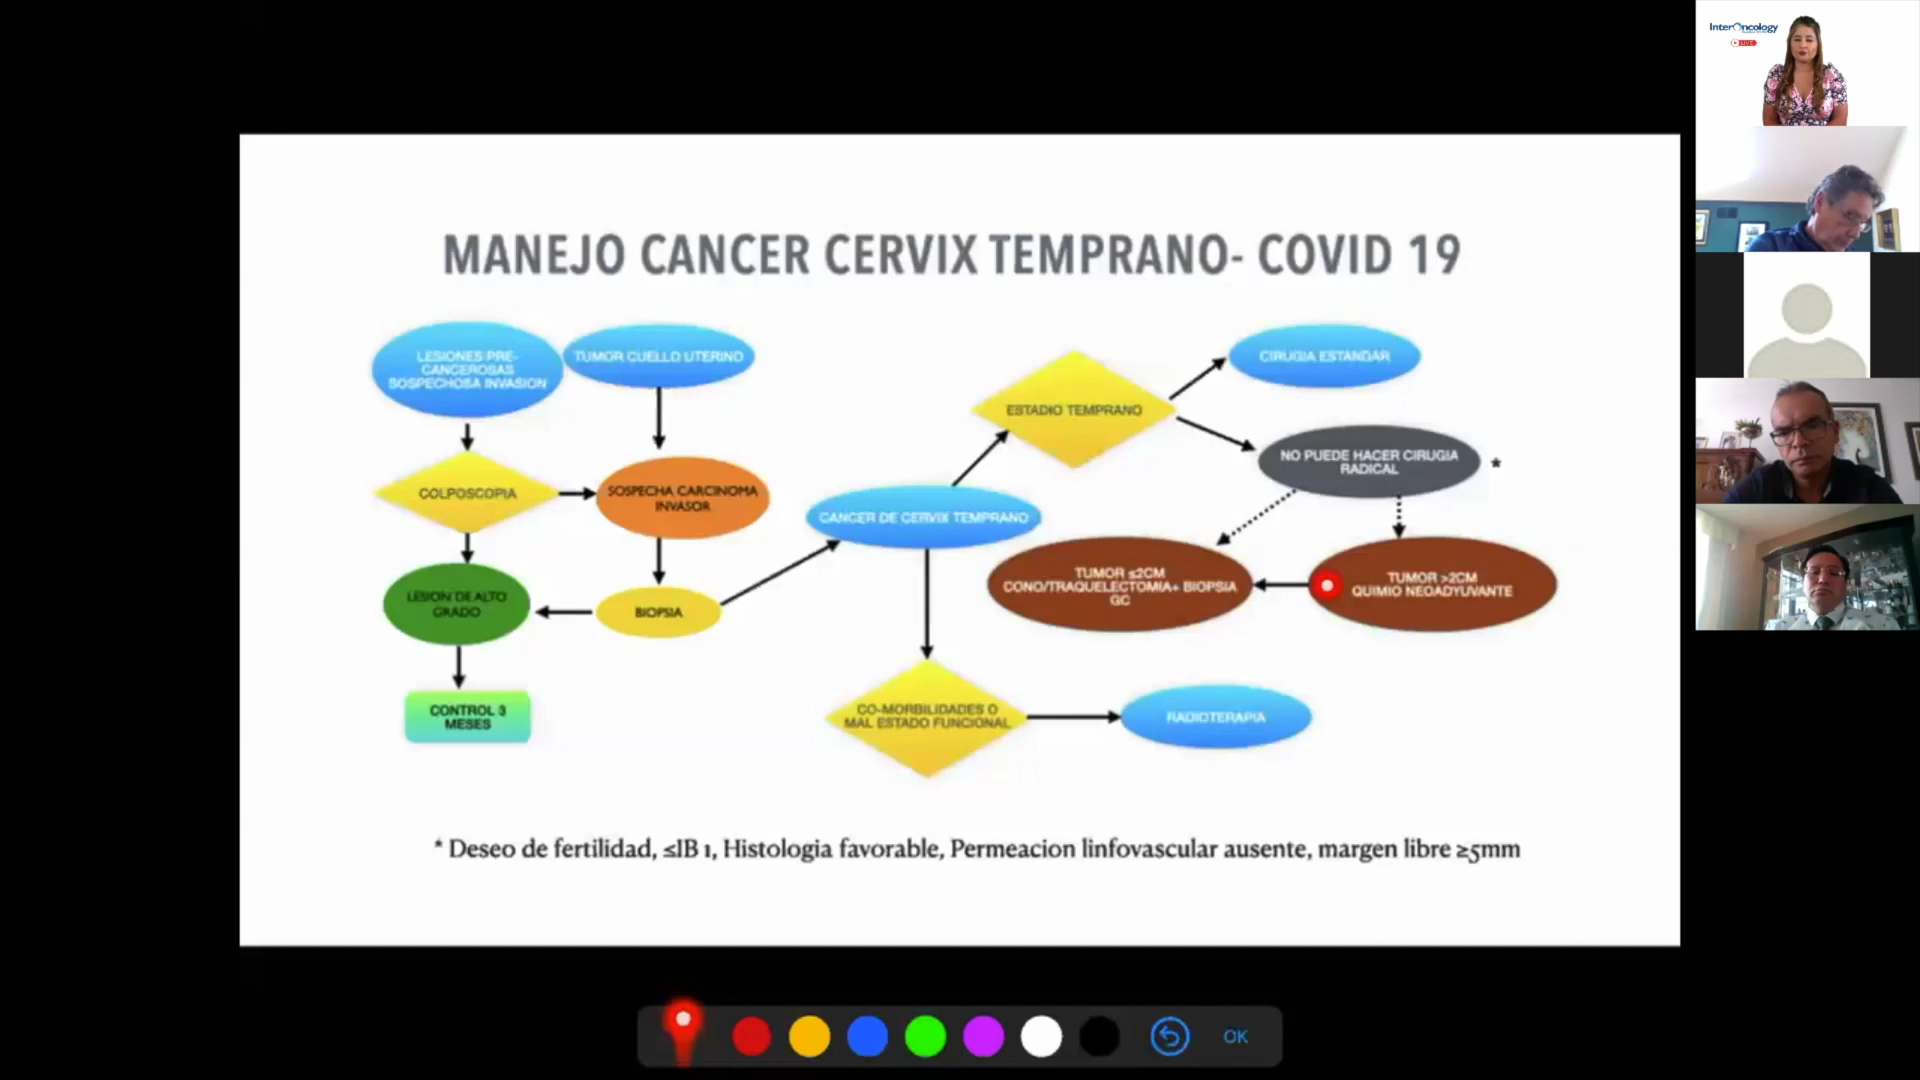 InterOncology
LIVE
MANEJO CANCER CERVIX TEMPRANO- COVID 19
LESIONES PRE-
CANCEROSAS
SOSPECHOSA INVASION
TUMOR CUELLO UTERINO
COLPOSCOPIA
SOSPECHA CARCINOMA
INVASOR
LESION DE ALTO
GRADO
BIOPSIA
CONTROL 3
MESES
CANCER DE CERVIX TEMPRANO
ESTADIO TEMPRANO
CIRUGIA ESTANDAR
NO PUEDE HACER CIRUGIA
RADICAL
*
TUMOR ≤2CM
CONO/TRAQUELECTOMIA+ BIOPSIA
GC
TUMOR >2CM
QUIMIO NEOADYUVANTE
CO-MORBILIDADES O
MAL ESTADO FUNCIONAL
RADIOTERAPIA
* Deseo de fertilidad, ≤IB 1, Histologia favorable, Permeacion linfovascular ausente, margen libre ≥5mm
OK